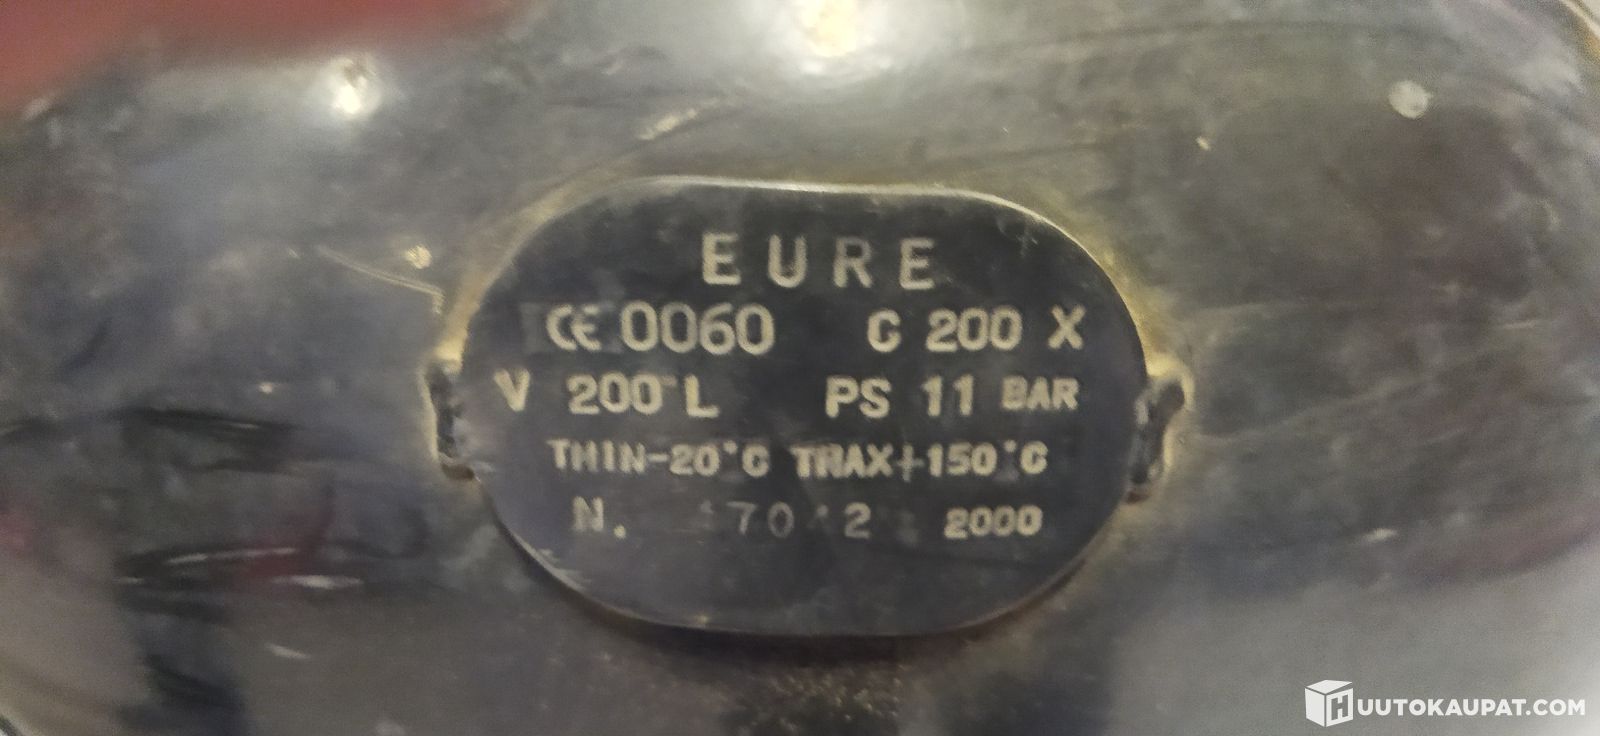 EURE
CE 0060 C 200 X
V 200 L PS 11 BAR
TMIN-20°C TMAX+150°C
N. 2000
HUUTOKAUPAT.COM